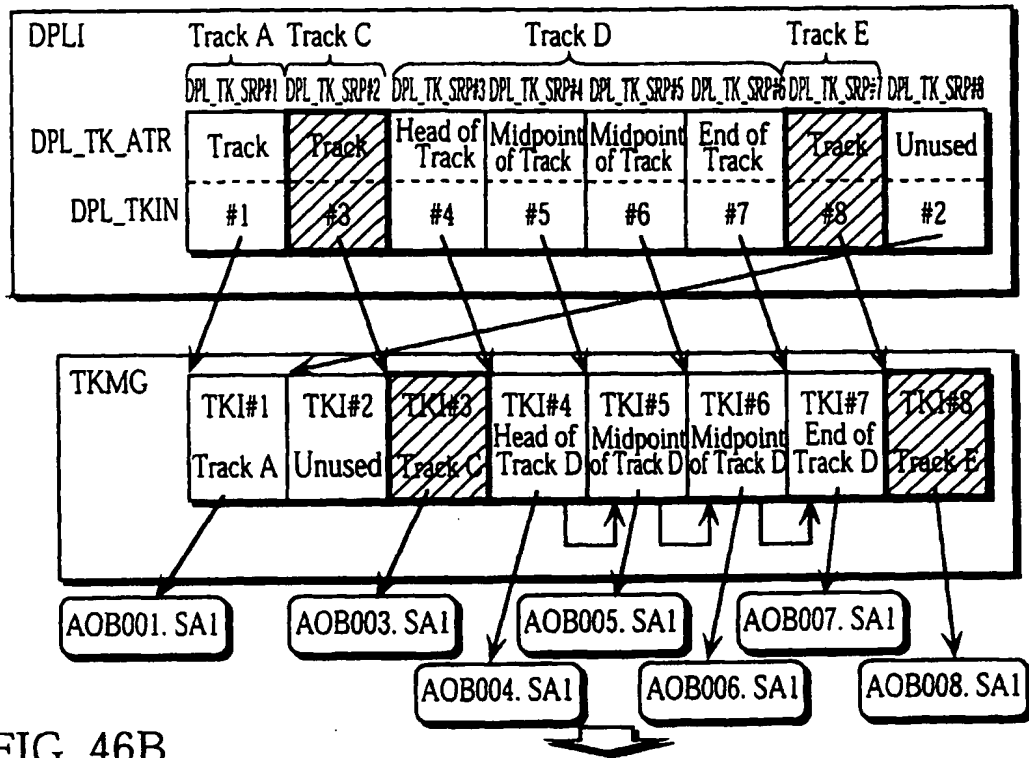 DPLI
Track A Track C Track D Track E
DPL_TK_SRP#1 DPL_TK_SRP#2 DPL_TK_SRP#3 DPL_TK_SRP#4 DPL_TK_SRP#5 DPL_TK_SRP#6 DPL_TK_SRP#7 DPL_TK_SRP#8
DPL_TK_ATR
Track
Track
Head of
Track
Midpoint
of Track
Midpoint
of Track
End of
Track
Track
Unused
DPL_TKIN
#1 #3 #4 #5 #6 #7 #8 #2
TKMG
TKI#1
Track A
TKI#2
Unused
TKI#3
Track C
TKI#4
Head of
Track D
TKI#5
Midpoint
of Track D
TKI#6
Midpoint
of Track D
TKI#7
End of
Track D
TKI#8
Track E
AOB001. SA1
AOB003. SA1
AOB005. SA1
AOB007. SA1
AOB004. SA1
AOB006. SA1
AOB008. SA1
FIG. 46B